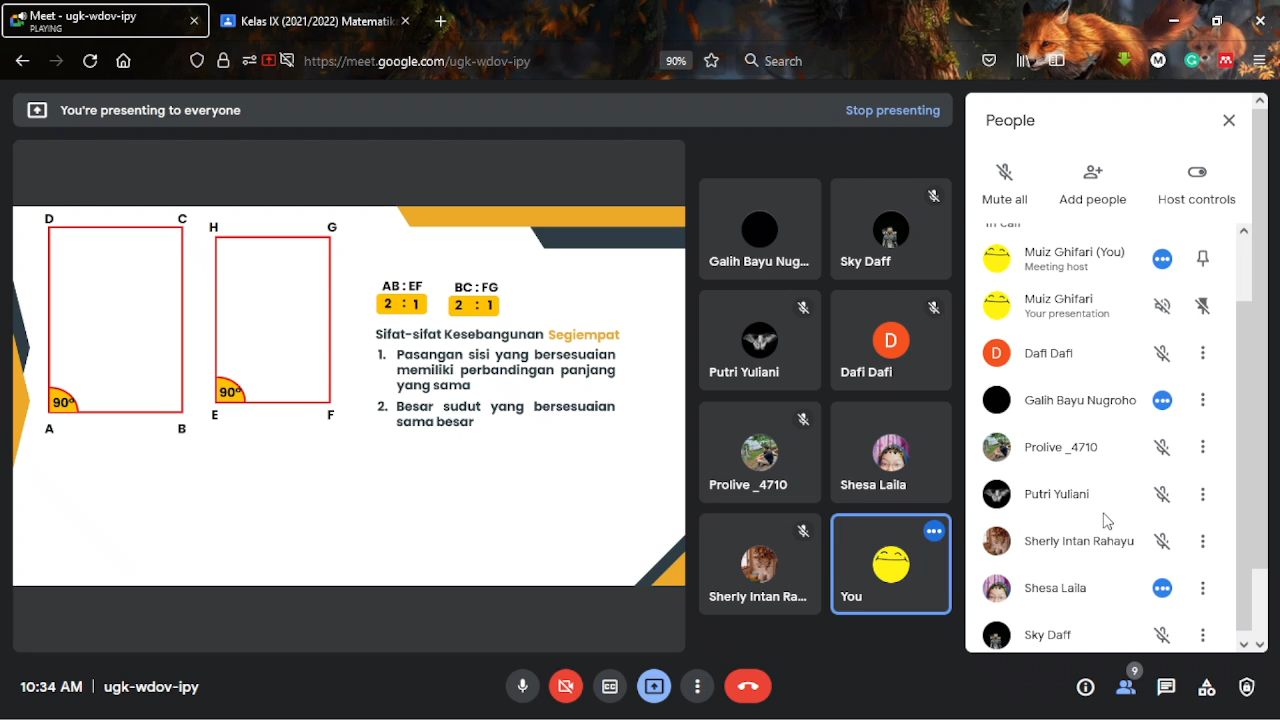 Meet - ugk-wdov-ipy
PLAYING
Kelas IX (2021/2022) Matematik
https://meet.google.com/ugk-wdov-ipy
90%
Search
You're presenting to everyone
Stop presenting
D
C
H
G
90°
90°
A
B
E
F
AB : EF
2 : 1
BC : FG
2 : 1
Sifat-sifat Kesebangunan Segiempat
1. Pasangan sisi yang bersesuaian
memiliki perbandingan panjang
yang sama
2. Besar sudut yang bersesuaian
sama besar
Galih Bayu Nug...
Sky Daff
Putri Yuliani
D
Dafi Dafi
Prolive _4710
Shesa Laila
Sherly Intan Ra...
You
People
Mute all
Add people
Host controls
In call
Muiz Ghifari (You)
Meeting host
Muiz Ghifari
Your presentation
D
Dafi Dafi
Galih Bayu Nugroho
Prolive _4710
Putri Yuliani
Sherly Intan Rahayu
Shesa Laila
Sky Daff
10:34 AM
ugk-wdov-ipy
9